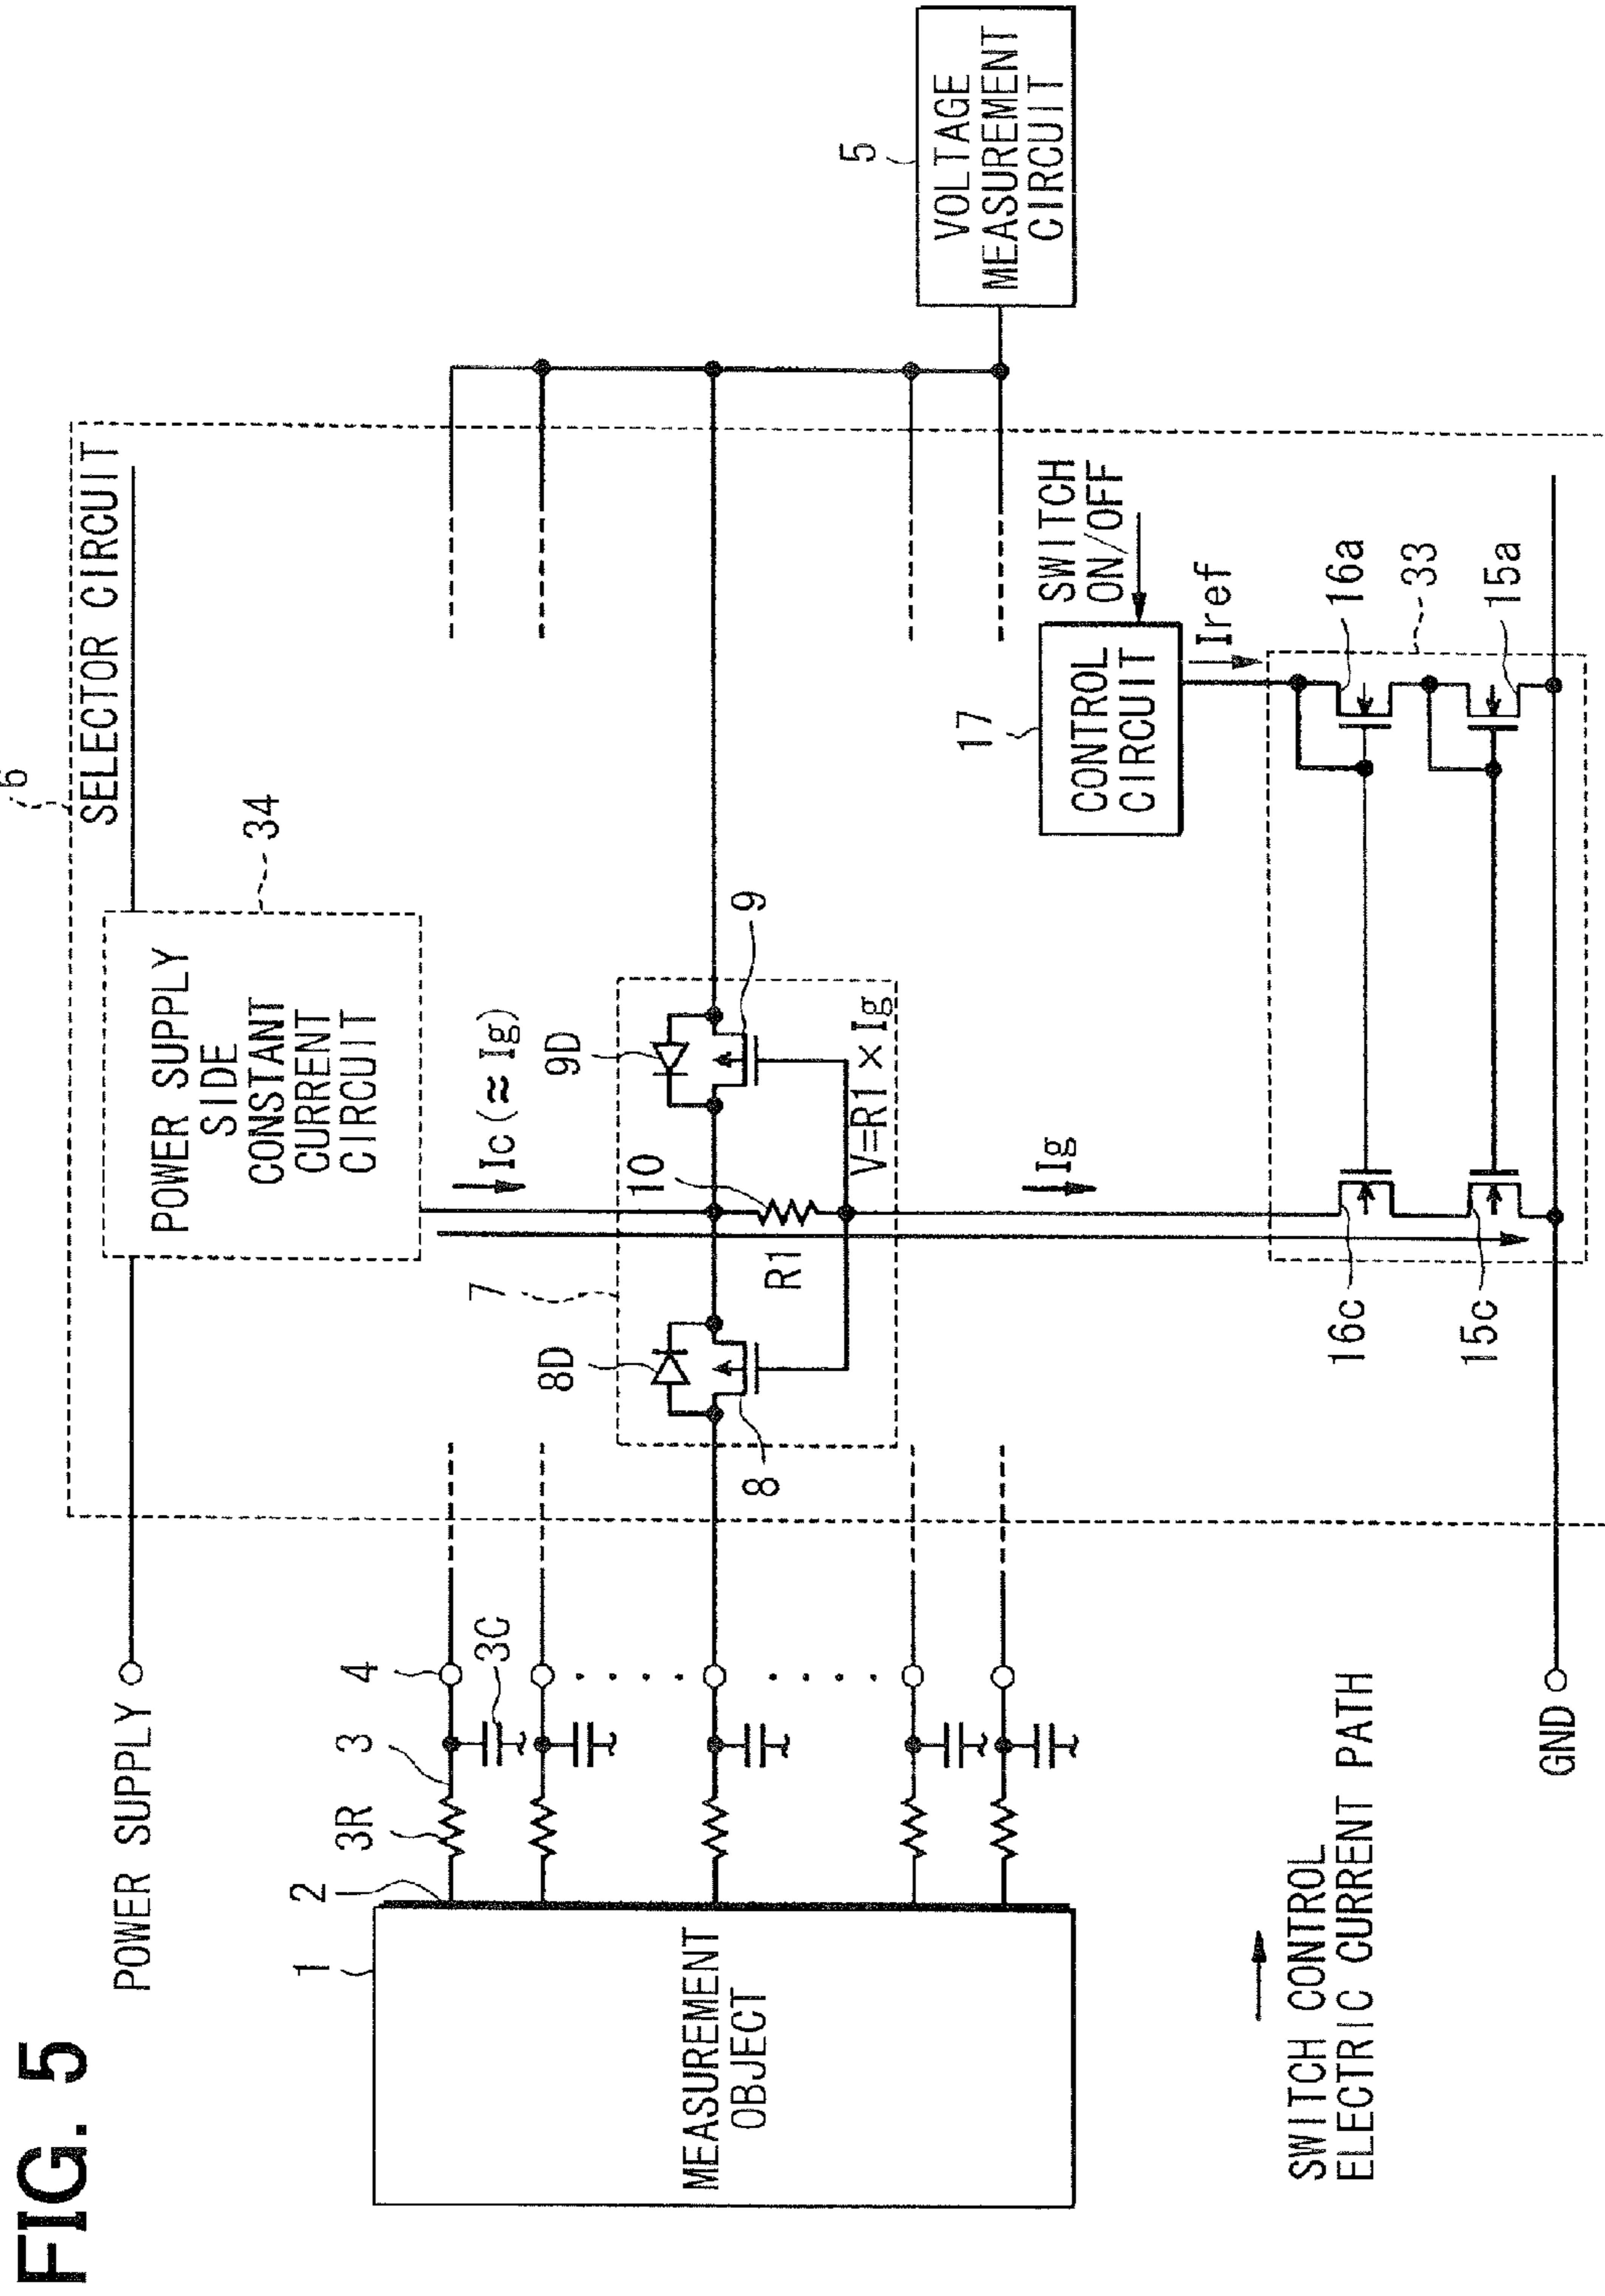 FIG. 5
6
SELECTOR CIRCUIT
POWER SUPPLY
34
POWER SUPPLY
SIDE
CONSTANT
CURRENT
CIRCUIT
Ic(≈Ig)
1
2
3R
3
4
3C
MEASUREMENT
OBJECT
7
8D
8
9D
9
10
R1
V=R1×Ig
5
VOLTAGE
MEASUREMENT
CIRCUIT
17
CONTROL
CIRCUIT
SWITCH
ON/OFF
Iref
Ig
16a
33
15a
16c
15c
GND
SWITCH CONTROL
ELECTRIC CURRENT PATH